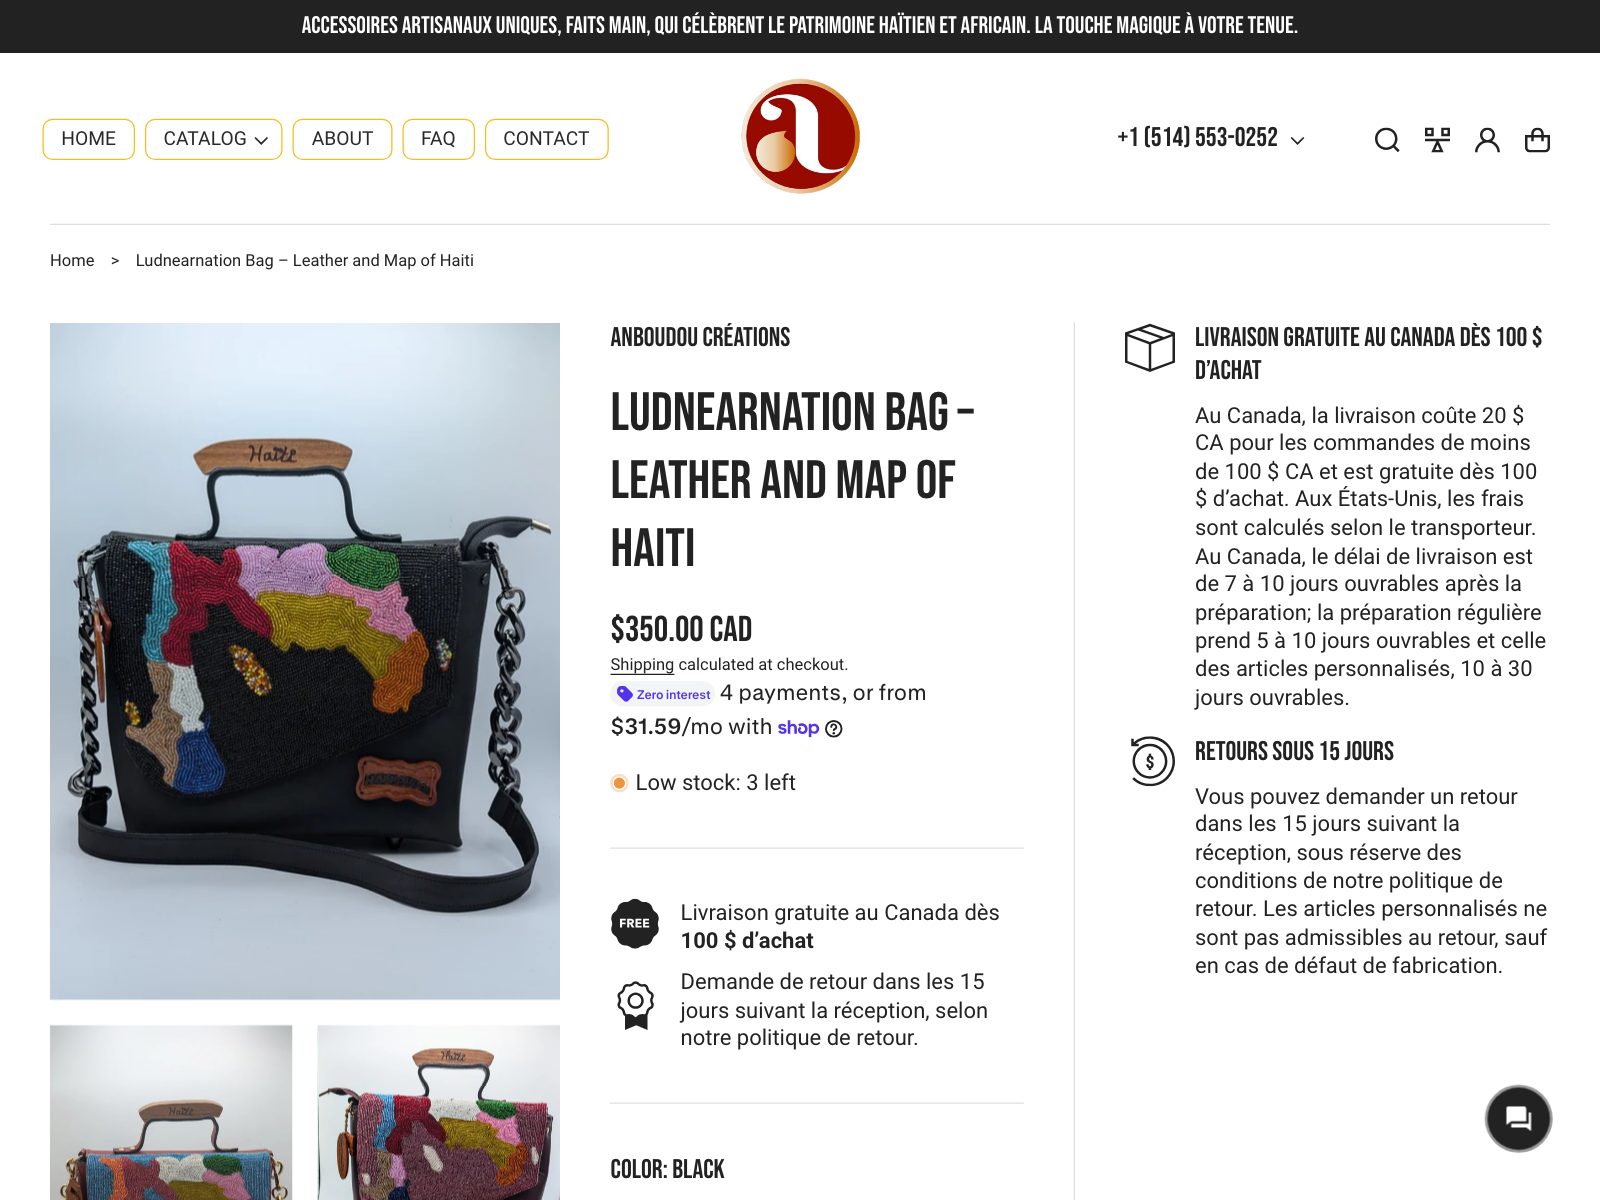 ACCESSOIRES ARTISANAUX UNIQUES, FAITS MAIN, QUI CÉLÈBRENT LE PATRIMOINE HAÏTIEN ET AFRICAIN. LA TOUCHE MAGIQUE À VOTRE TENUE.
HOME
CATALOG
ABOUT
FAQ
CONTACT
a
+1 (514) 553-0252
Home > Ludnearnation Bag – Leather and Map of Haiti
Haïti
Haïti
Haïti
ANBOUDOU CRÉATIONS
LUDNEARNATION BAG –
LEATHER AND MAP OF
HAITI
$350.00 CAD
Shipping calculated at checkout.
Zero interest 4 payments, or from
$31.59/mo with shop
Low stock: 3 left
FREE
Livraison gratuite au Canada dès
100 $ d’achat
Demande de retour dans les 15
jours suivant la réception, selon
notre politique de retour.
COLOR: BLACK
LIVRAISON GRATUITE AU CANADA DÈS 100 $
D’ACHAT
Au Canada, la livraison coûte 20 $
CA pour les commandes de moins
de 100 $ CA et est gratuite dès 100
$ d’achat. Aux États-Unis, les frais
sont calculés selon le transporteur.
Au Canada, le délai de livraison est
de 7 à 10 jours ouvrables après la
préparation; la préparation régulière
prend 5 à 10 jours ouvrables et celle
des articles personnalisés, 10 à 30
jours ouvrables.
$
RETOURS SOUS 15 JOURS
Vous pouvez demander un retour
dans les 15 jours suivant la
réception, sous réserve des
conditions de notre politique de
retour. Les articles personnalisés ne
sont pas admissibles au retour, sauf
en cas de défaut de fabrication.